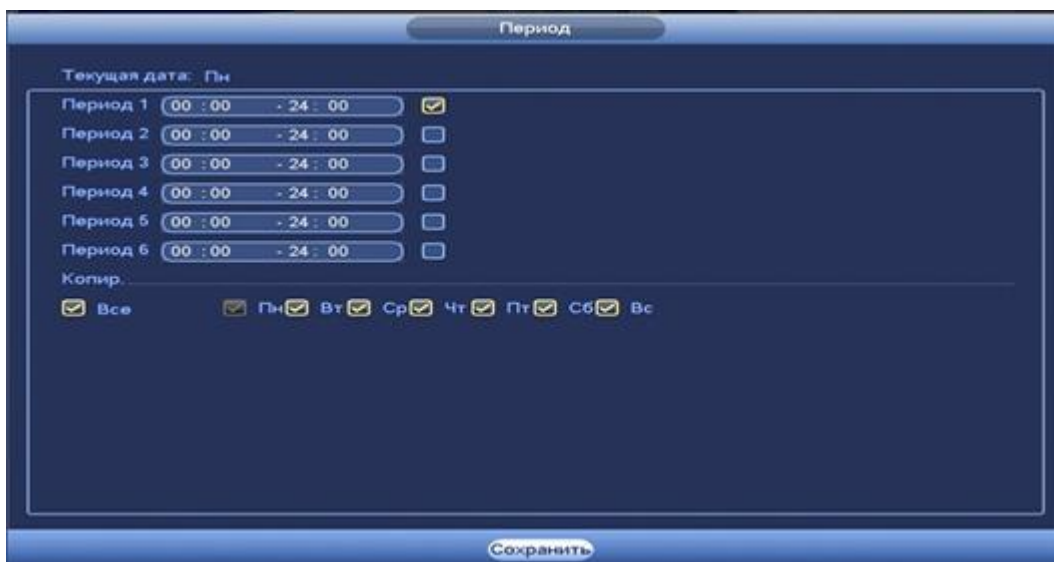 Период
Текущая дата: Пн
Период 1 00 : 00 - 24 : 00
Период 2 00 : 00 - 24 : 00
Период 3 00 : 00 - 24 : 00
Период 4 00 : 00 - 24 : 00
Период 5 00 : 00 - 24 : 00
Период 6 00 : 00 - 24 : 00
Копир.
Все Пн Вт Ср Чт Пт Сб Вс
Сохранить